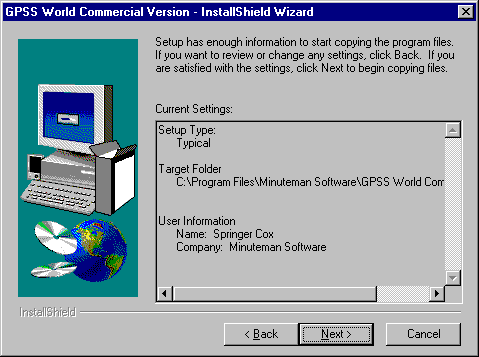 GPSS World Commercial Version - InstallShield Wizard
Setup has enough information to start copying the program files.
If you want to review or change any settings, click Back. If you
are satisfied with the settings, click Next to begin copying files.
Current Settings:
Setup Type:
Typical
Target Folder
C:\Program Files\Minuteman Software\GPSS World Com
User Information
Name: Springer Cox
Company: Minuteman Software
InstallShield
< Back
Next >
Cancel